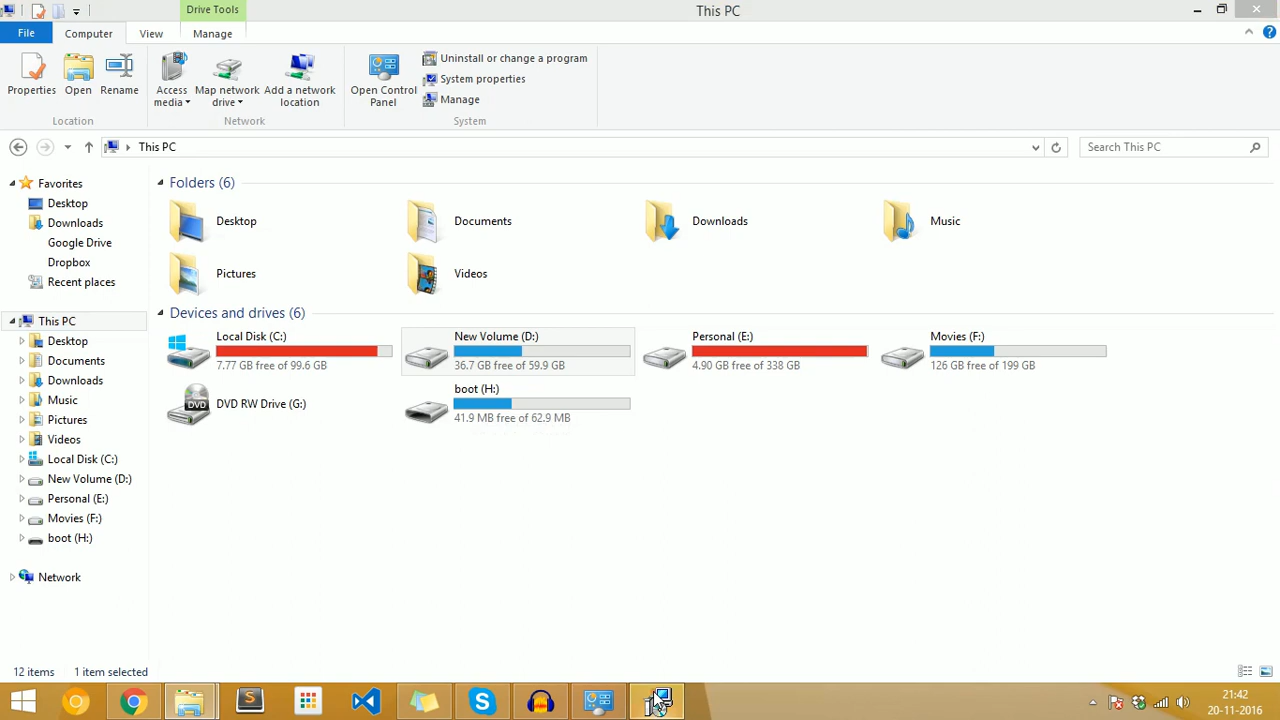 Drive Tools
This PC
File
Computer
View
Manage
Properties
Open
Rename
Access media
Map network drive
Add a network location
Open Control Panel
Uninstall or change a program
System properties
Manage
Location
Network
System
This PC
Search This PC
Favorites
Desktop
Downloads
Google Drive
Dropbox
Recent places
This PC
Desktop
Documents
Downloads
Music
Pictures
Videos
Local Disk (C:)
New Volume (D:)
Personal (E:)
Movies (F:)
boot (H:)
Network
Folders (6)
Desktop
Documents
Downloads
Music
Pictures
Videos
Devices and drives (6)
Local Disk (C:)
7.77 GB free of 99.6 GB
New Volume (D:)
36.7 GB free of 59.9 GB
Personal (E:)
4.90 GB free of 338 GB
Movies (F:)
126 GB free of 199 GB
DVD RW Drive (G:)
boot (H:)
41.9 MB free of 62.9 MB
12 items
1 item selected
21:42
20-11-2016